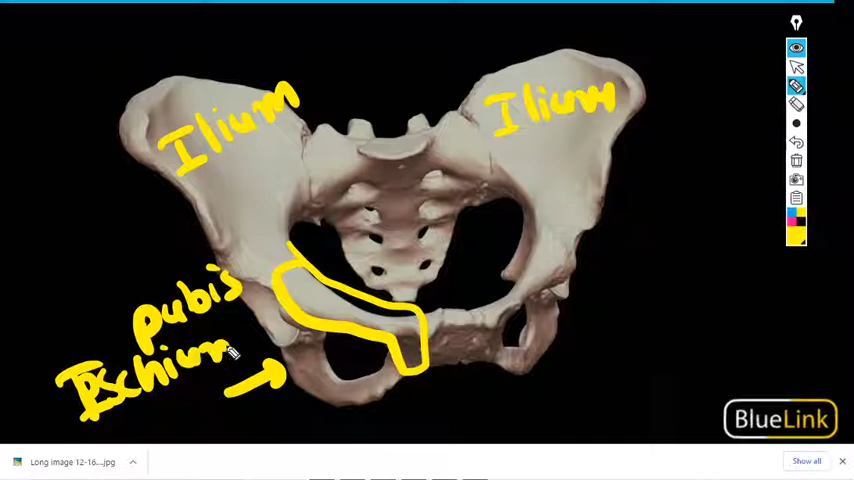 Ilium
Ilium
pubis
Ischium
BlueLink
Long image 12-16....jpg
Show all